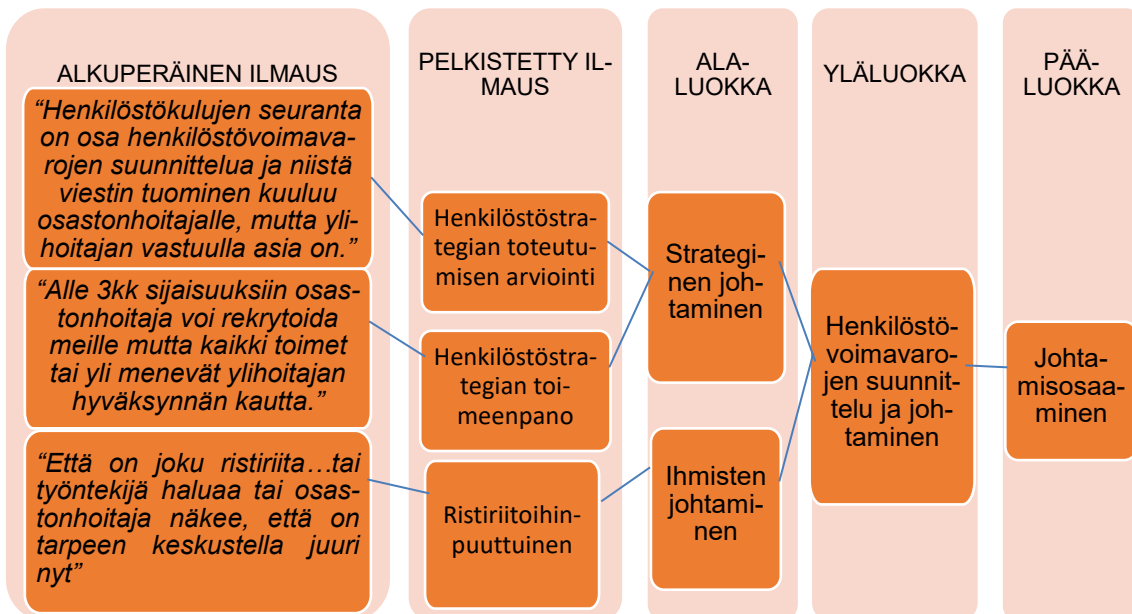 ALKUPERÄINEN ILMAUS
“Henkilöstökulujen seuranta
on osa henkilöstövoimava-
rojen suunnittelua ja niistä
viestin tuominen kuuluu
osastonhoitajalle, mutta yli-
hoitajan vastuulla asia on.”
“Alle 3kk sijaisuuksiin osas-
tonhoitaja voi rekrytoida
meille mutta kaikki toimet
tai yli menevät ylihoitajan
hyväksynnän kautta.”
“Että on joku ristiriita…tai
työntekijä haluaa tai osas-
tonhoitaja näkee, että on
tarpeen keskustella juuri
nyt”
PELKISTETTY IL-
MAUS
Henkilöstöstra-
tegian toteutu-
misen arviointi
Henkilöstöstra-
tegian toi-
meenpano
Ristiriitoihin-
puuttuinen
ALA-
LUOKKA
Strategi-
nen joh-
taminen
Ihmisten
johtami-
nen
YLÄLUOKKA
Henkilöstö-
voimavaro-
jen suunnit-
telu ja joh-
taminen
PÄÄ-
LUOKKA
Johta-
misosaa-
minen